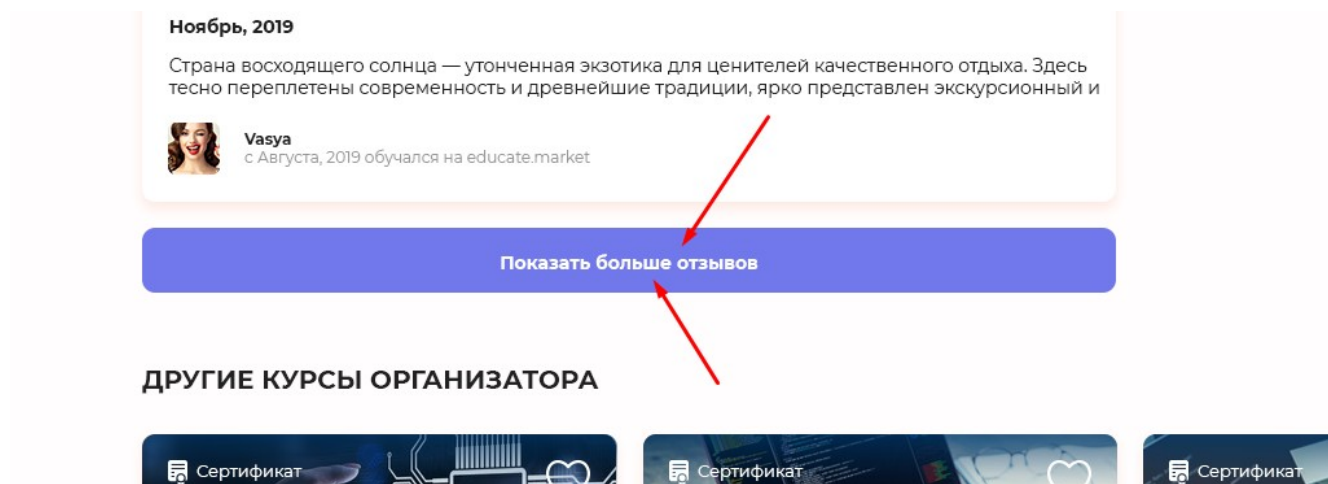 Ноябрь, 2019
Страна восходящего солнца — утонченная экзотика для ценителей качественного отдыха. Здесь
тесно переплетены современность и древнейшие традиции, ярко представлен экскурсионный и
Vasya
с Августа, 2019 обучался на educate.market
Показать больше отзывов
ДРУГИЕ КУРСЫ ОРГАНИЗАТОРА
Сертификат
Сертификат
Сертификат